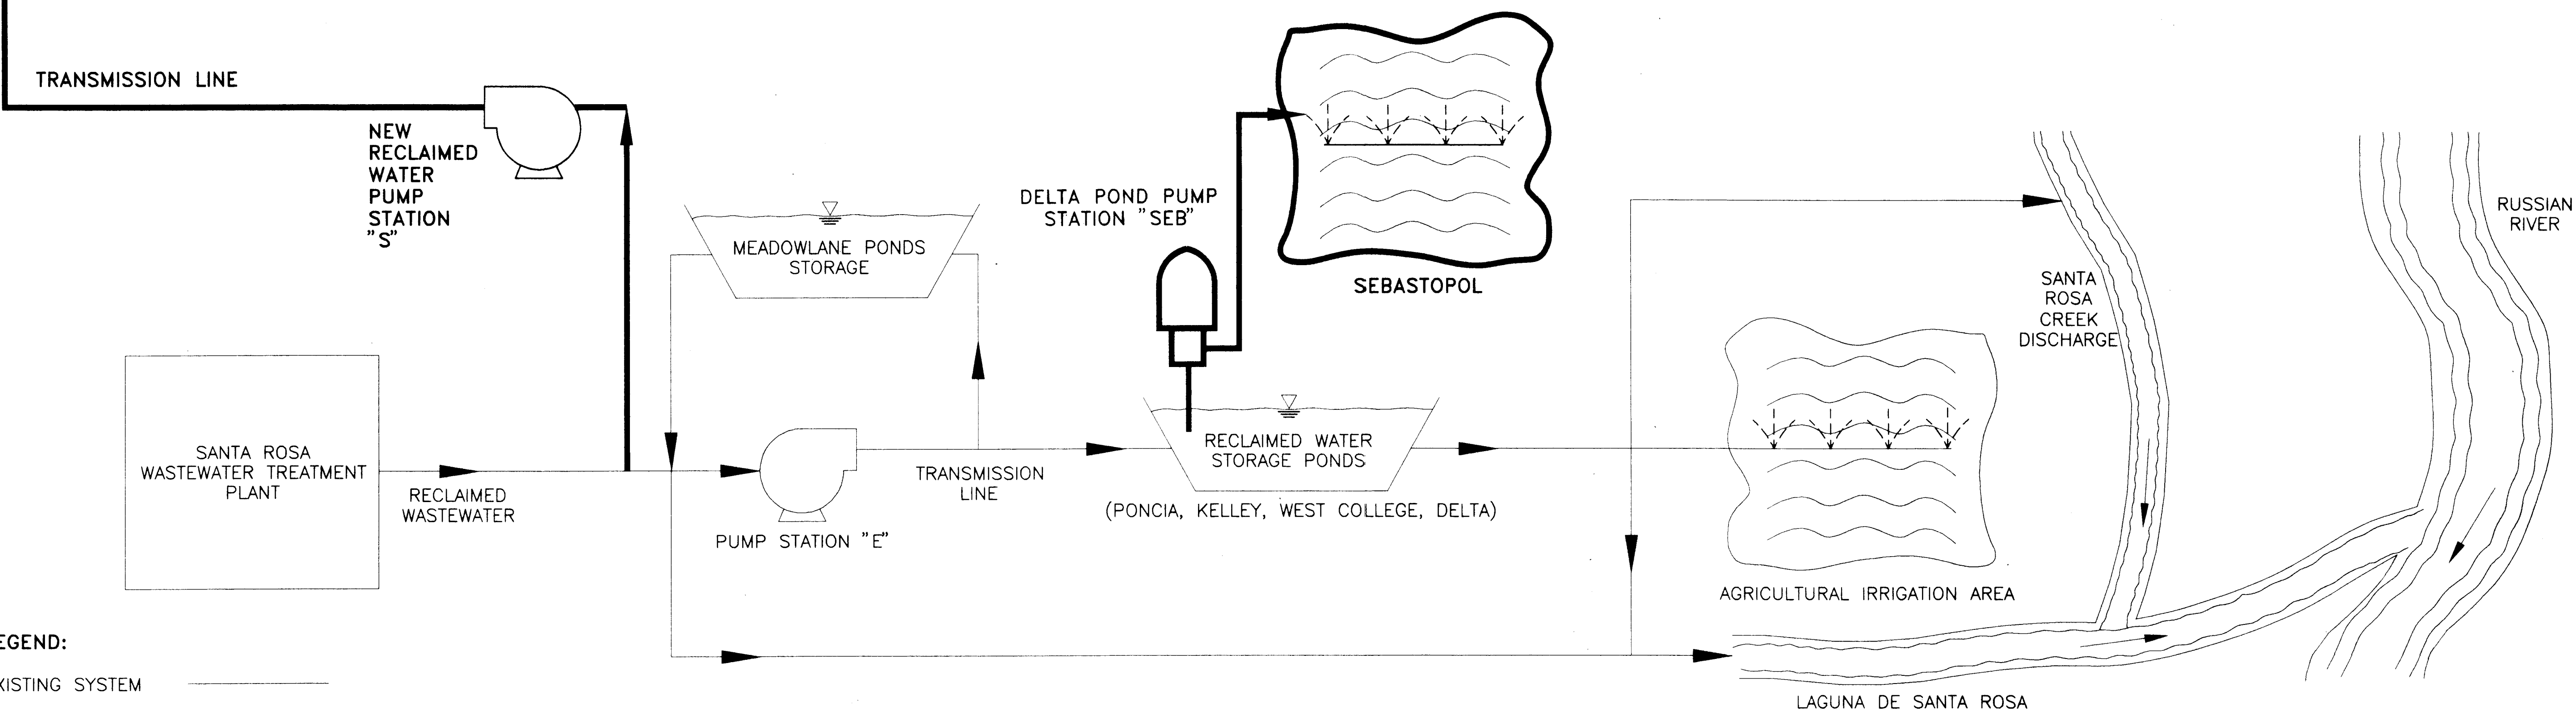 TRANSMISSION LINE
NEW
RECLAIMED
WATER
PUMP
STATION
"S"
DELTA POND PUMP
STATION "SEB"
SEBASTOPOL
MEADOWLANE PONDS
STORAGE
RUSSIAN
RIVER
SANTA
ROSA
CREEK
DISCHARGE
SANTA ROSA
WASTEWATER TREATMENT
PLANT
RECLAIMED
WASTEWATER
PUMP STATION "E"
TRANSMISSION
LINE
RECLAIMED WATER
STORAGE PONDS
(PONCIA, KELLEY, WEST COLLEGE, DELTA)
AGRICULTURAL IRRIGATION AREA
LAGUNA DE SANTA ROSA
EGEND:
XISTING SYSTEM